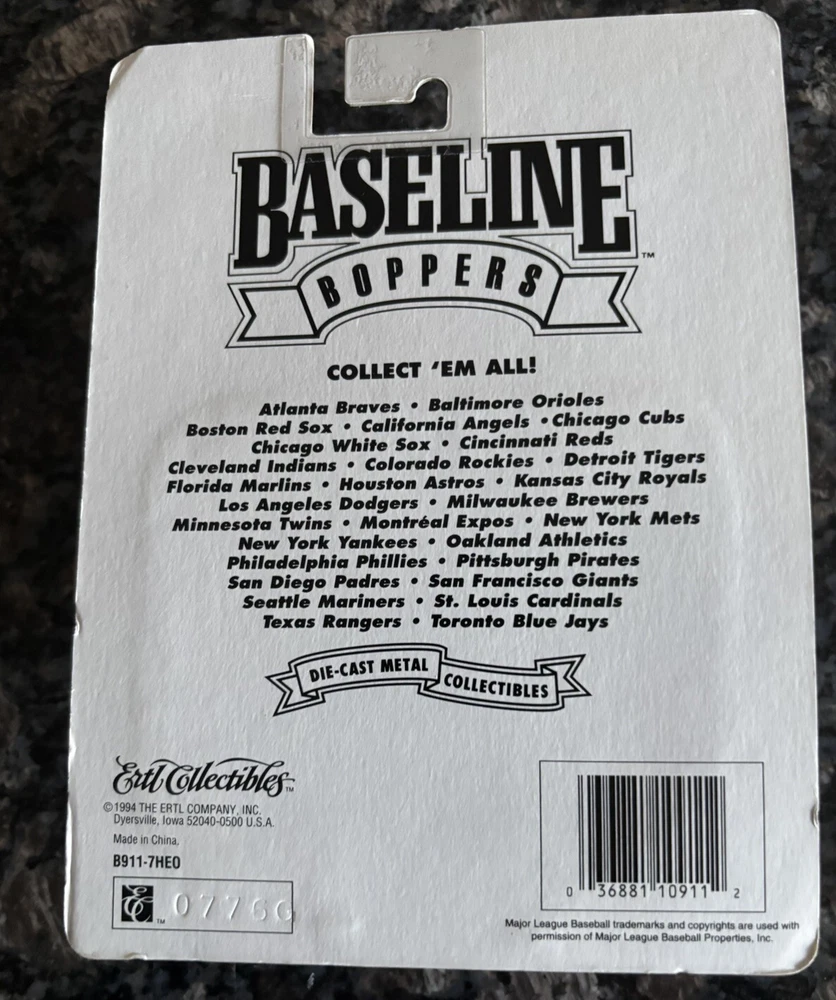 BASELINE
BOPPERS
™
COLLECT 'EM ALL!
Atlanta Braves • Baltimore Orioles
Boston Red Sox • California Angels • Chicago Cubs
Chicago White Sox • Cincinnati Reds
Cleveland Indians • Colorado Rockies • Detroit Tigers
Florida Marlins • Houston Astros • Kansas City Royals
Los Angeles Dodgers • Milwaukee Brewers
Minnesota Twins • Montréal Expos • New York Mets
New York Yankees • Oakland Athletics
Philadelphia Phillies • Pittsburgh Pirates
San Diego Padres • San Francisco Giants
Seattle Mariners • St. Louis Cardinals
Texas Rangers • Toronto Blue Jays
DIE-CAST METAL COLLECTIBLES
Ertl Collectibles™
©1994 THE ERTL COMPANY, INC.
Dyersville, Iowa 52040-0500 U.S.A.
Made in China.
B911-7HEO
E™
0 36881 10911 2
Major League Baseball trademarks and copyrights are used with
permission of Major League Baseball Properties, Inc.